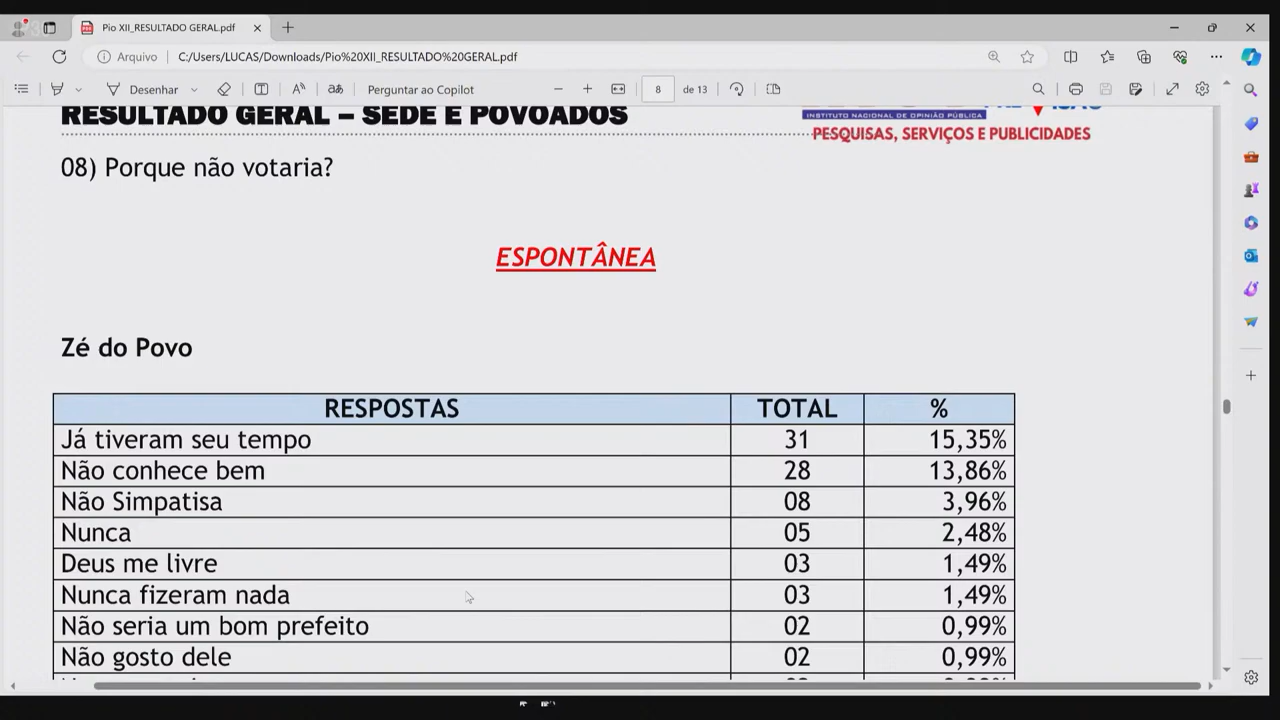 Pio XII_RESULTADO GERAL.pdf
Arquivo
C:/Users/LUCAS/Downloads/Pio%20XII_RESULTADO%20GERAL.pdf
Desenhar
Perguntar ao Copilot
8
de 13
RESULTADO GERAL – SEDE E POVOADOS
INSTITUTO NACIONAL DE OPINIÃO PÚBLICA
PESQUISAS, SERVIÇOS E PUBLICIDADES
08) Porque não votaria?
ESPONTÂNEA
Zé do Povo
RESPOSTAS TOTAL %
Já tiveram seu tempo 31 15,35%
Não conhece bem 28 13,86%
Não Simpatisa 08 3,96%
Nunca 05 2,48%
Deus me livre 03 1,49%
Nunca fizeram nada 03 1,49%
Não seria um bom prefeito 02 0,99%
Não gosto dele 02 0,99%